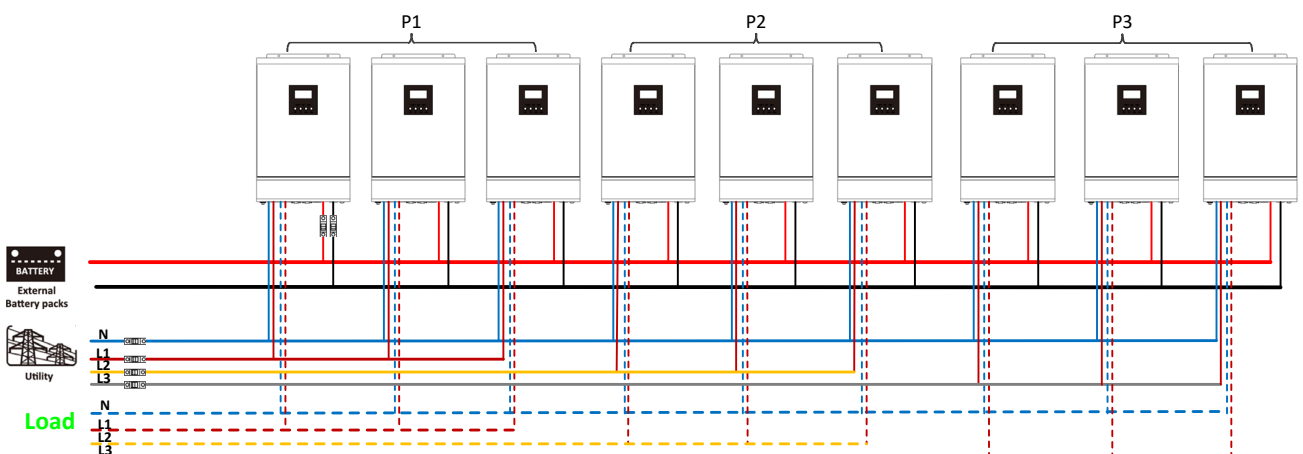 P1
P2
P3
BATTERY
External
Battery packs
Utility
N
L1
L2
L3
Load
N
L1
L2
L3